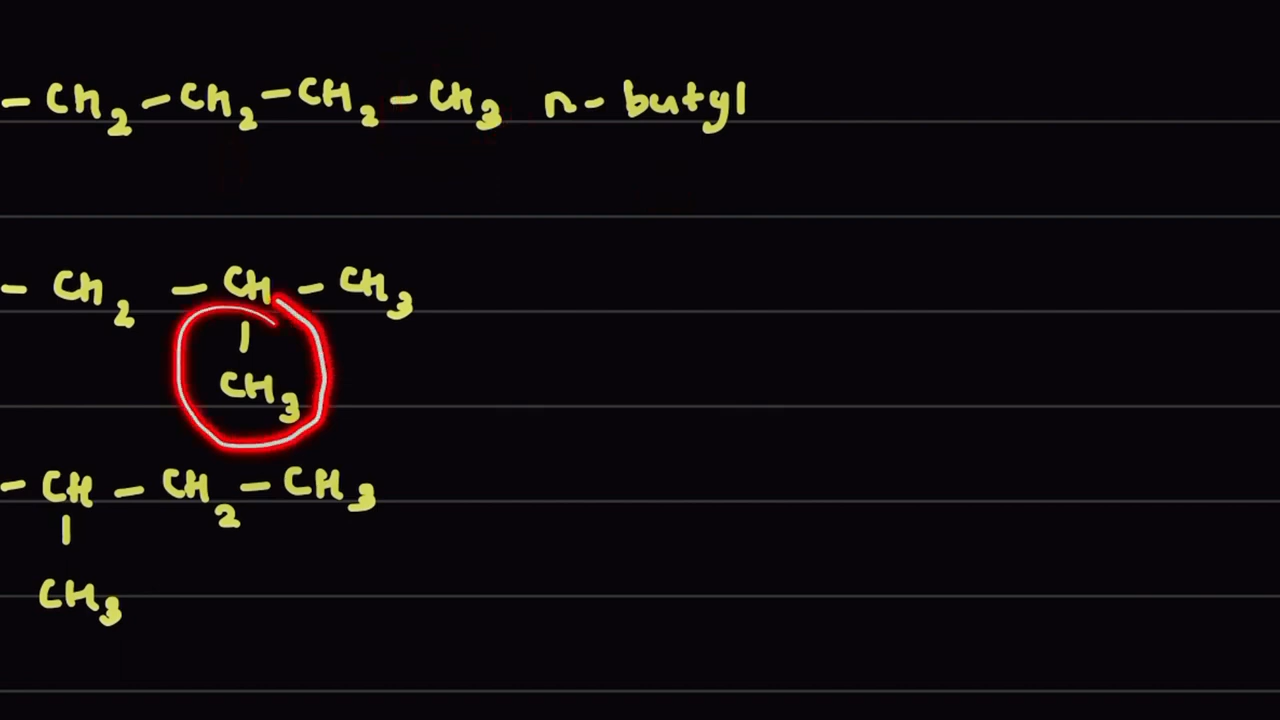 - CH₂ - CH₂ - CH₂ - CH₃ n- butyl
- CH₂ - CH - CH₃
|
CH₃
- CH - CH₂ - CH₃
|
CH₃